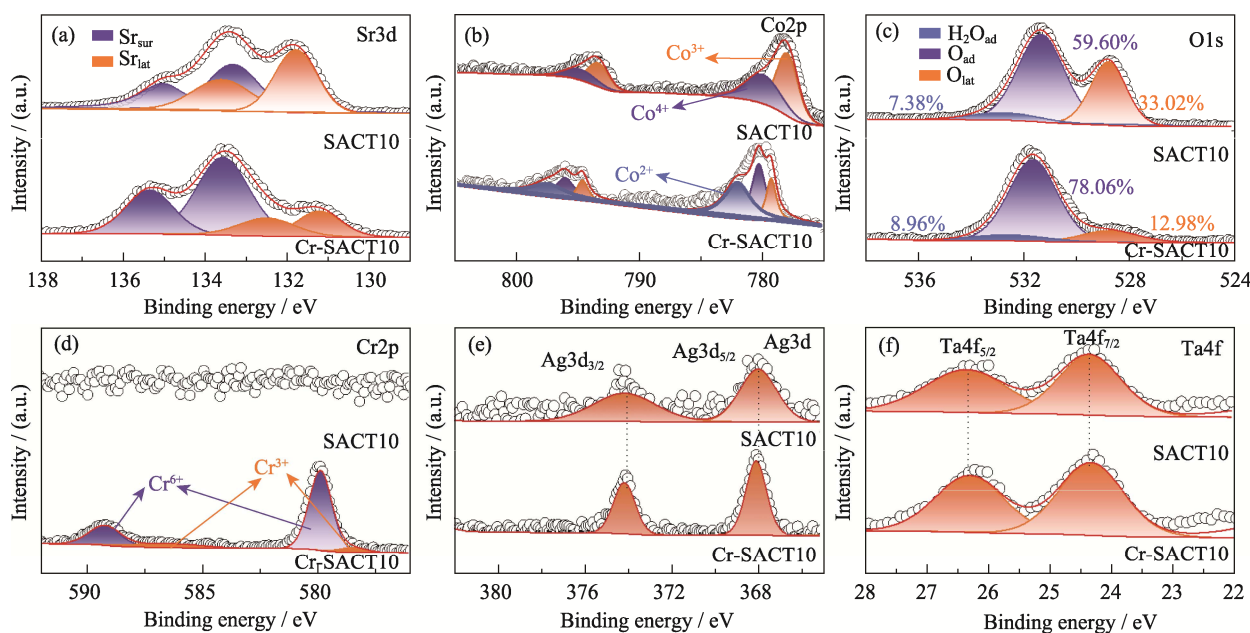 (a)
Sr3d
Sr_sur
Sr_lat
SACT10
Cr-SACT10
Intensity / (a.u.)
138 135 132 129
Binding energy / eV
(b)
Co2p
Co³⁺
Co⁴⁺
SACT10
Co²⁺
Cr-SACT10
Intensity / (a.u.)
800 790 780
Binding energy / eV
(c)
O1s
H₂O_ad
O_ad
O_lat
59.60%
7.38%
33.02%
SACT10
78.06%
8.96%
12.98%
Cr-SACT10
Intensity / (a.u.)
536 532 528 524
Binding energy / eV
(d)
Cr2p
SACT10
Cr⁶⁺
Cr³⁺
Cr-SACT10
Intensity / (a.u.)
590 585 580
Binding energy / eV
(e)
Ag3d
Ag3d₃/₂
Ag3d₅/₂
SACT10
Cr-SACT10
Intensity / (a.u.)
380 376 372 368
Binding energy / eV
(f)
Ta4f
Ta4f₅/₂
Ta4f₇/₂
SACT10
Cr-SACT10
Intensity / (a.u.)
28 27 26 25 24 23 22
Binding energy / eV